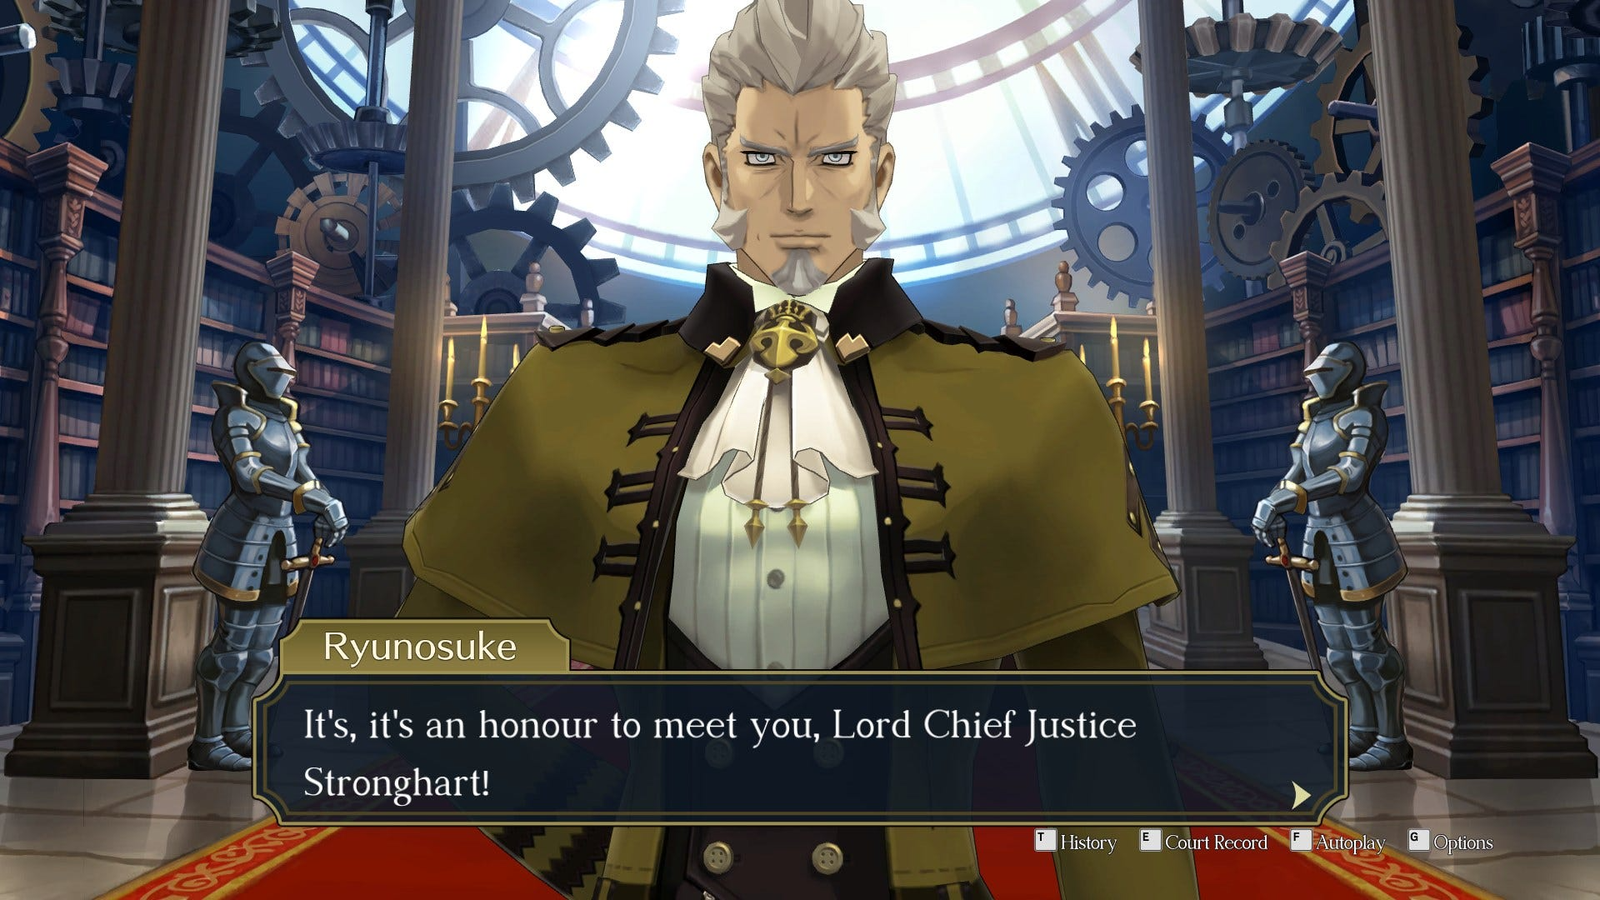 Ryunosuke
It's, it's an honour to meet you, Lord Chief Justice
Stronghart!
T History E Court Record F Autoplay G Options